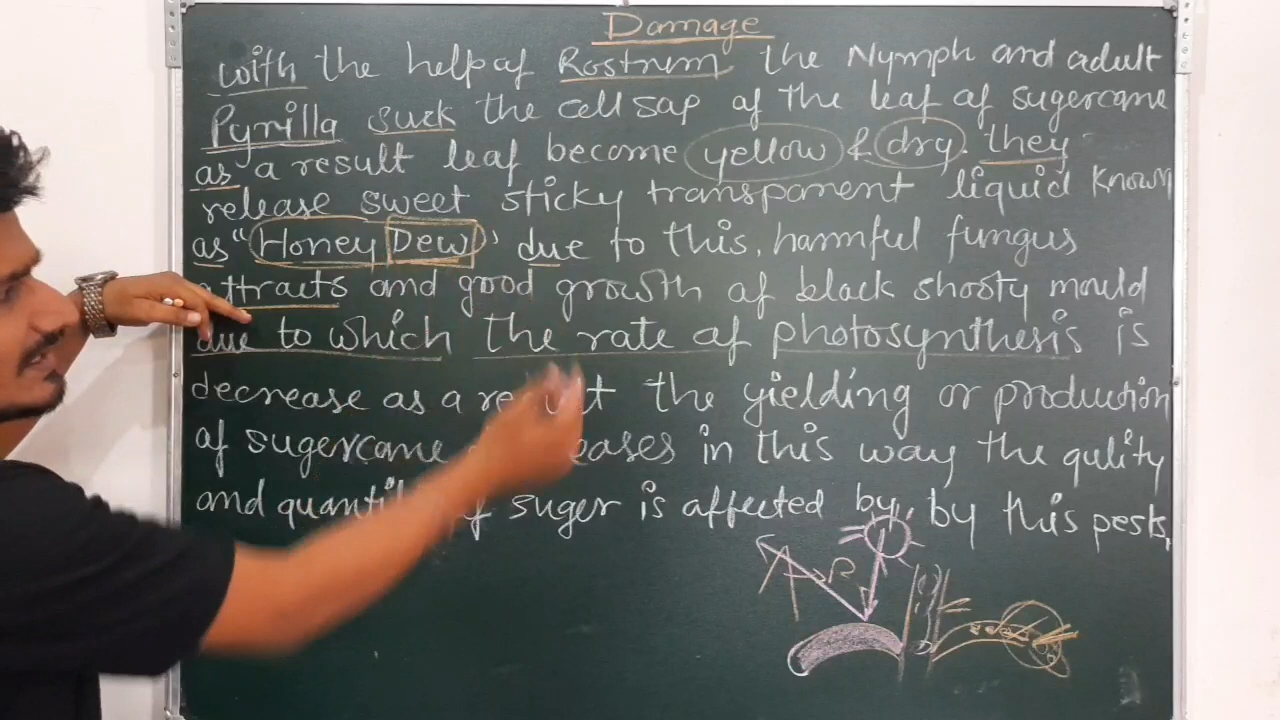 Damage
with the help of Rostrum the Nymph and adult
Pyrilla suck the cell sap of the leaf of sugercane
as a result leaf become yellow & dry. they
release sweet sticky transparent liquid known
as "Honey Dew" due to this, harmful fungus
attracts and good growth of black shooty mould
due to which the rate of photosynthesis is
decrease as a result the yielding or production
of sugercane in this way the qulity
and of suger is affected by, by this pests,